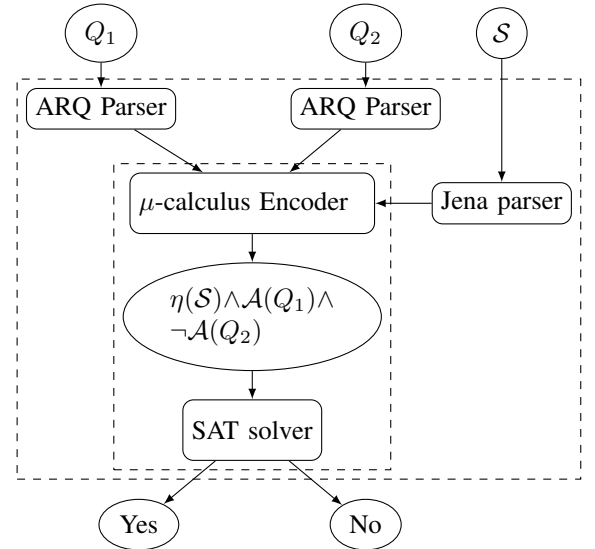 Q₁ Q₂ 𝒮
ARQ Parser ARQ Parser
μ-calculus Encoder Jena parser
η(𝒮)∧𝒜(Q₁)∧
¬𝒜(Q₂)
SAT solver
Yes No